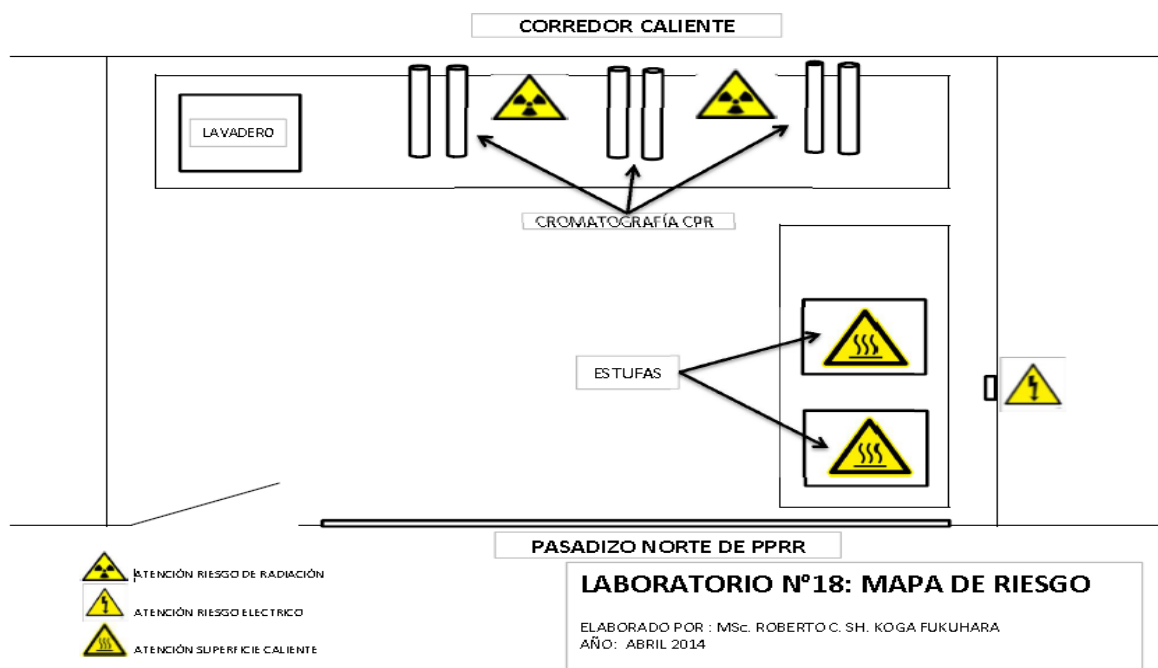 CORREDOR CALIENTE
LAVADERO
CROMATOGRAFÍA CPR
ESTUFAS
PASADIZO NORTE DE PPRR
ATENCIÓN RIESGO DE RADIACIÓN
ATENCIÓN RIESGO ELECTRICO
ATENCIÓN SUPERFICIE CALIENTE
LABORATORIO N°18: MAPA DE RIESGO
ELABORADO POR : MSc. ROBERTO C. SH. KOGA FUKUHARA
AÑO: ABRIL 2014